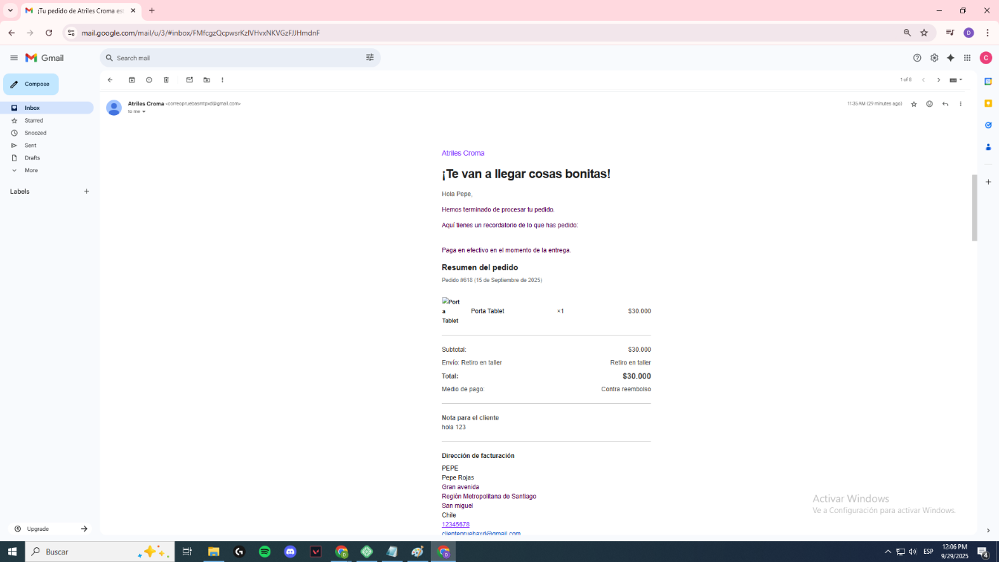 ¡Tu pedido de Atriles Croma est
mail.google.com/mail/u/3/#inbox/FMfcgzQcpwsrKzlVHvxNKVGzFJJHmdnF
D
Gmail
Search mail
C
Compose
1 of 8
Inbox
Starred
Snoozed
Sent
Drafts
More
Labels
Atriles Croma <correopruebasmtpxd@gmail.com>
to me
11:35 AM (29 minutes ago)
Atriles Croma
¡Te van a llegar cosas bonitas!
Hola Pepe,
Hemos terminado de procesar tu pedido.
Aquí tienes un recordatorio de lo que has pedido:
Paga en efectivo en el momento de la entrega.
Resumen del pedido
Pedido #618 (15 de Septiembre de 2025)
Port
a
Tablet
Porta Tablet ×1 $30.000
Subtotal: $30.000
Envío: Retiro en taller Retiro en taller
Total: $30.000
Medio de pago: Contra reembolso
Nota para el cliente
hola 123
Dirección de facturación
PEPE
Pepe Rojas
Gran avenida
Región Metropolitana de Santiago
San miguel
Chile
12345678
clientepruebaxd@gmail.com
Activar Windows
Ve a Configuración para activar Windows.
Upgrade
Buscar
ESP
12:06 PM
9/29/2025
4